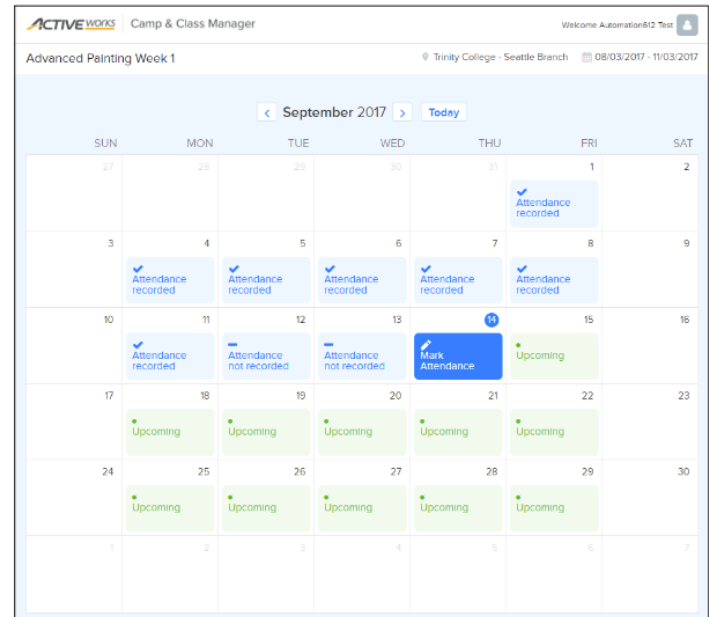 ACTIVE works Camp & Class Manager Welcome Automation612 Test
Advanced Painting Week 1 Trinity College - Seattle Branch 08/03/2017 - 11/03/2017
< September 2017 > Today
SUN MON TUE WED THU FRI SAT
27 28 29 30 31 1 2
Attendance
recorded
3 4 5 6 7 8 9
Attendance Attendance Attendance Attendance Attendance
recorded recorded recorded recorded recorded
10 11 12 13 14 15 16
Attendance Attendance Attendance Mark Upcoming
recorded not recorded not recorded Attendance
17 18 19 20 21 22 23
Upcoming Upcoming Upcoming Upcoming Upcoming
24 25 26 27 28 29 30
Upcoming Upcoming Upcoming Upcoming Upcoming
1 2 3 4 5 6 7